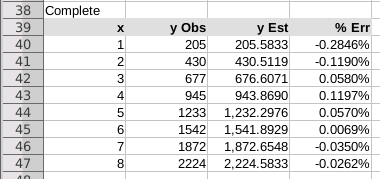 38 Complete
39 x y Obs y Est % Err
40 1 205 205.5833 -0.2846%
41 2 430 430.5119 -0.1190%
42 3 677 676.6071 0.0580%
43 4 945 943.8690 0.1197%
44 5 1233 1,232.2976 0.0570%
45 6 1542 1,541.8929 0.0069%
46 7 1872 1,872.6548 -0.0350%
47 8 2224 2,224.5833 -0.0262%